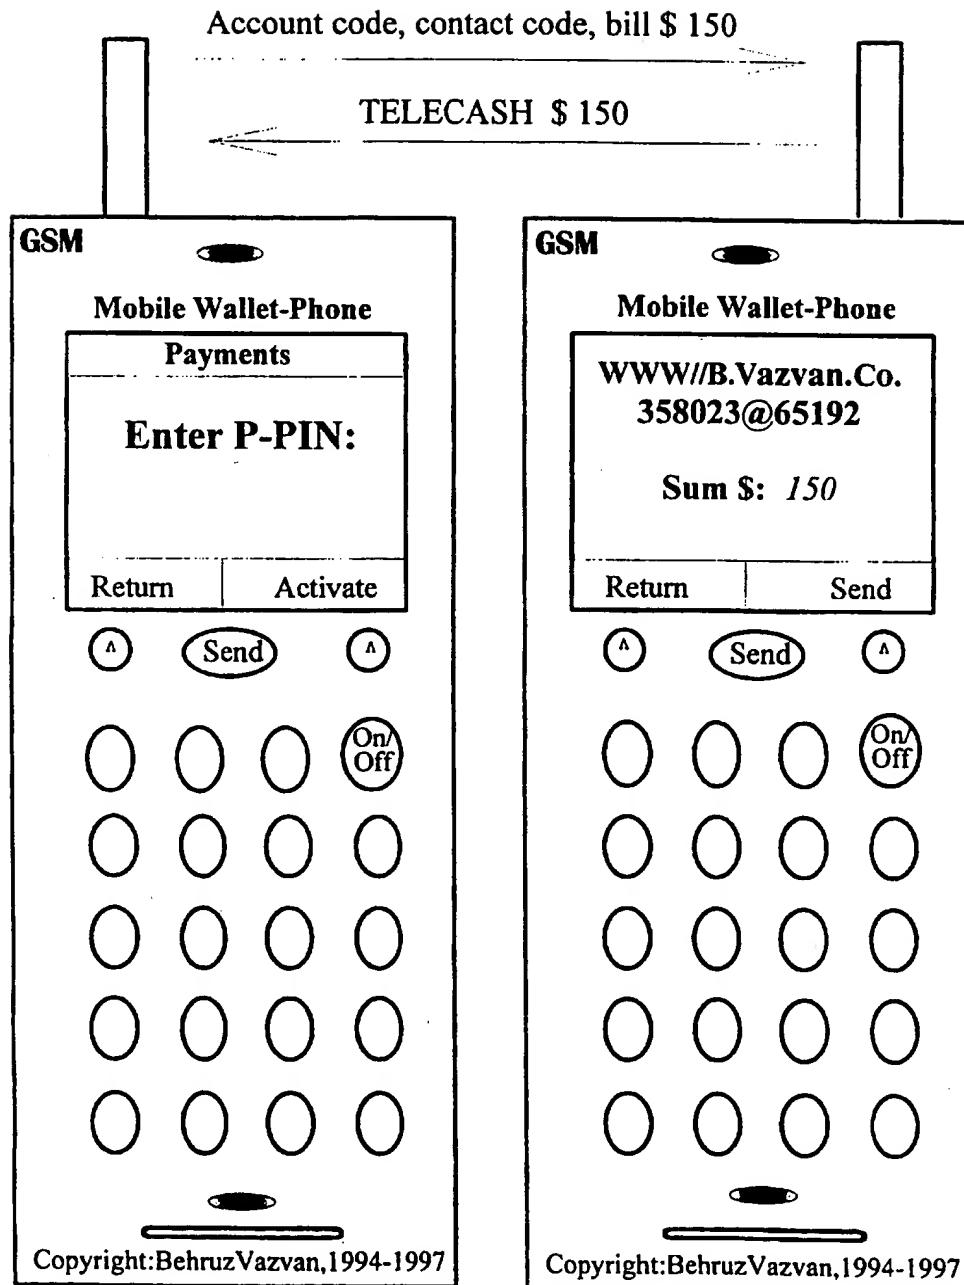 Account code, contact code, bill $ 150
TELECASH $ 150
GSM
Mobile Wallet-Phone
Payments
Enter P-PIN:
Return Activate
^ Send ^
On/
Off
Copyright:BehruzVazvan,1994-1997
GSM
Mobile Wallet-Phone
WWW//B.Vazvan.Co.
358023@65192
Sum $: 150
Return Send
^ Send ^
On/
Off
Copyright:BehruzVazvan,1994-1997